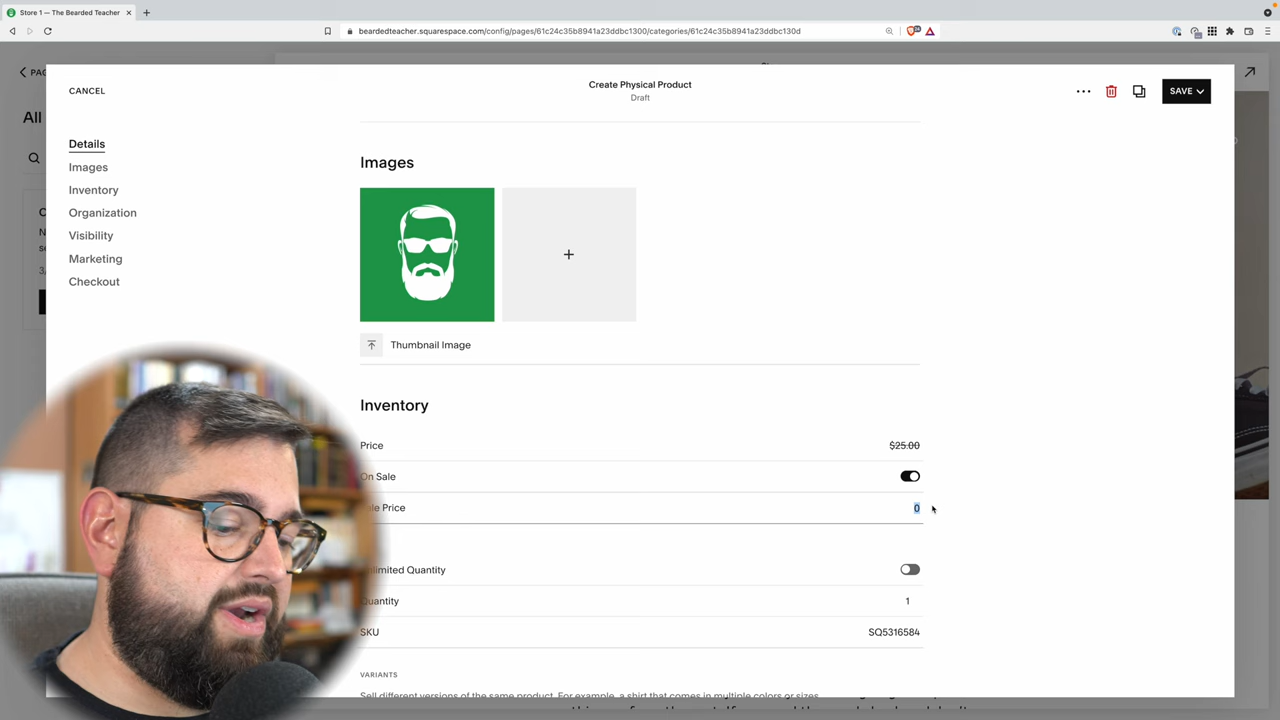 Store 1 — The Bearded Teacher
beardedteacher.squarespace.com/config/pages/61c24c35b8941a23ddbc1300/categories/61c24c35b8941a23ddbc130d
All
CANCEL
Create Physical Product
Draft
SAVE
Details
Images
Inventory
Organization
Visibility
Marketing
Checkout
Images
Thumbnail Image
Inventory
Price $25.00
On Sale
Price 0
Quantity
Quantity 1
SKU SQ5316584
VARIANTS
Sell different versions of the same product. For example, a shirt that comes in multiple colors or sizes